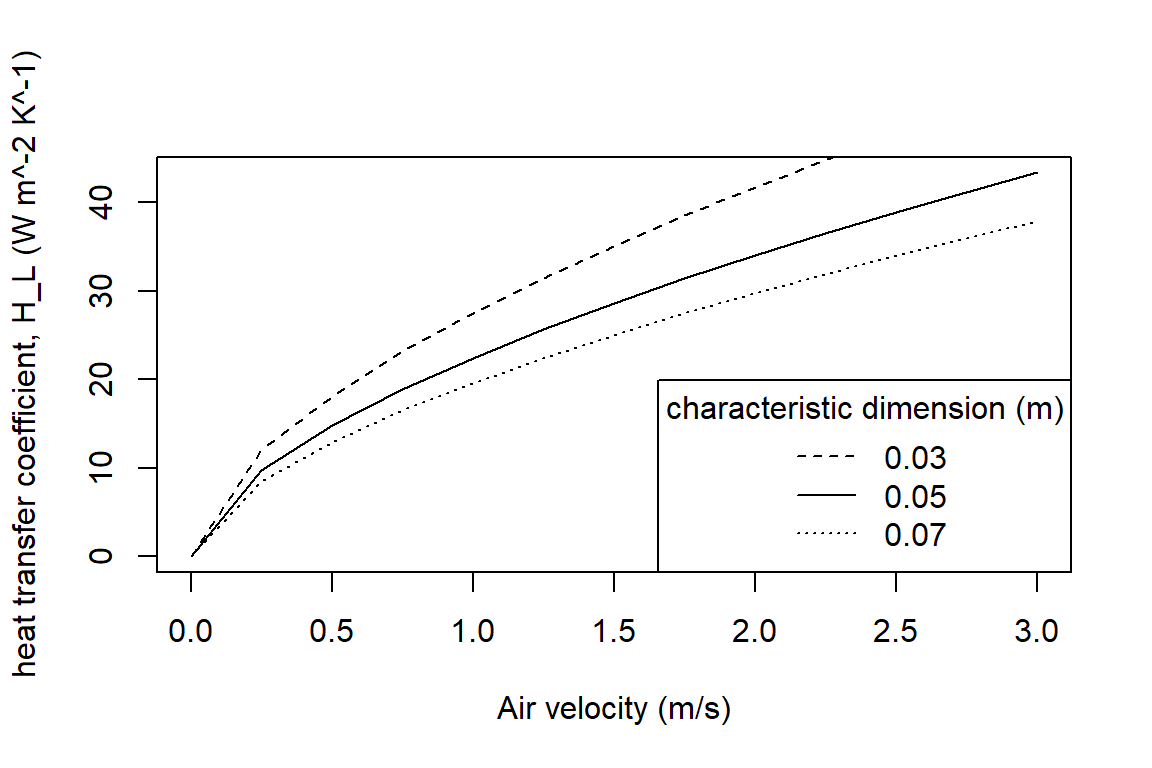 heat transfer coefficient, H_L (W m^-2 K^-1)
40
30
20
10
0
characteristic dimension (m)
0.03
0.05
0.07
0.0 0.5 1.0 1.5 2.0 2.5 3.0
Air velocity (m/s)